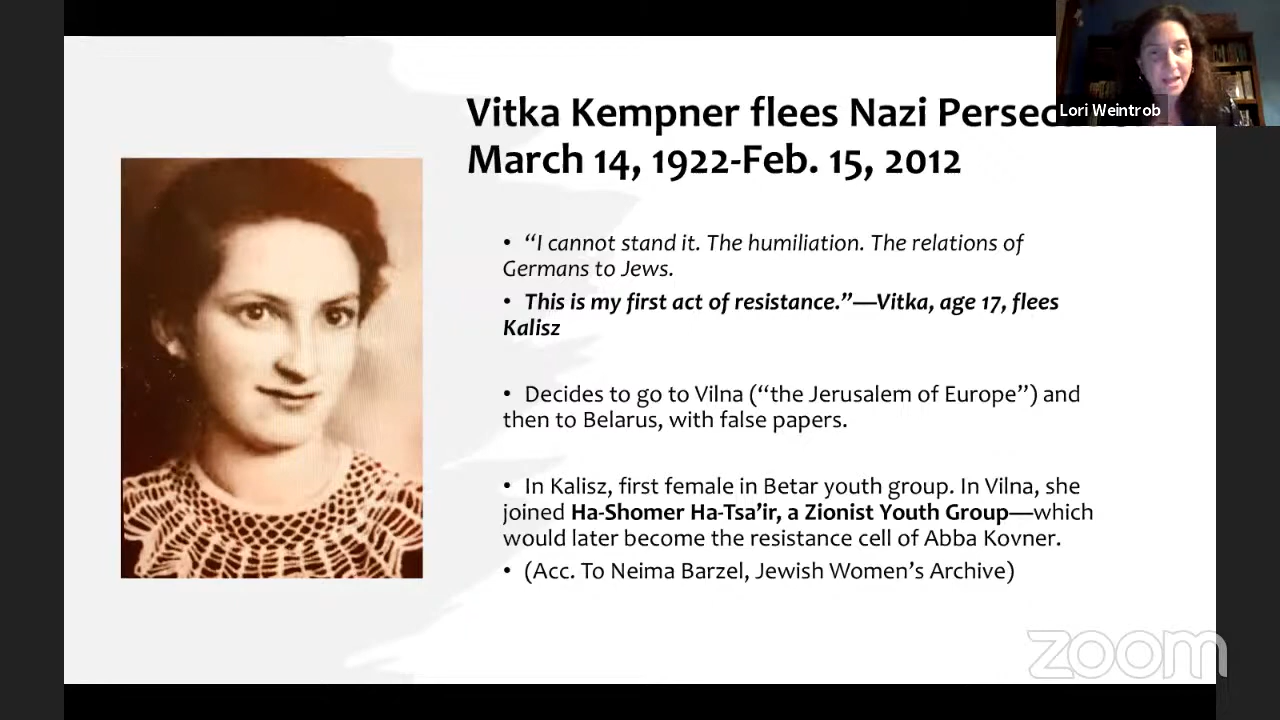 Vitka Kempner flees Nazi
March 14, 1922-Feb. 15, 2012
Lori Weintrob
• “I cannot stand it. The humiliation. The relations of
Germans to Jews.
• This is my first act of resistance.”—Vitka, age 17, flees
Kalisz
• Decides to go to Vilna (“the Jerusalem of Europe”) and
then to Belarus, with false papers.
• In Kalisz, first female in Betar youth group. In Vilna, she
joined Ha-Shomer Ha-Tsa’ir, a Zionist Youth Group—which
would later become the resistance cell of Abba Kovner.
• (Acc. To Neima Barzel, Jewish Women’s Archive)
zoom